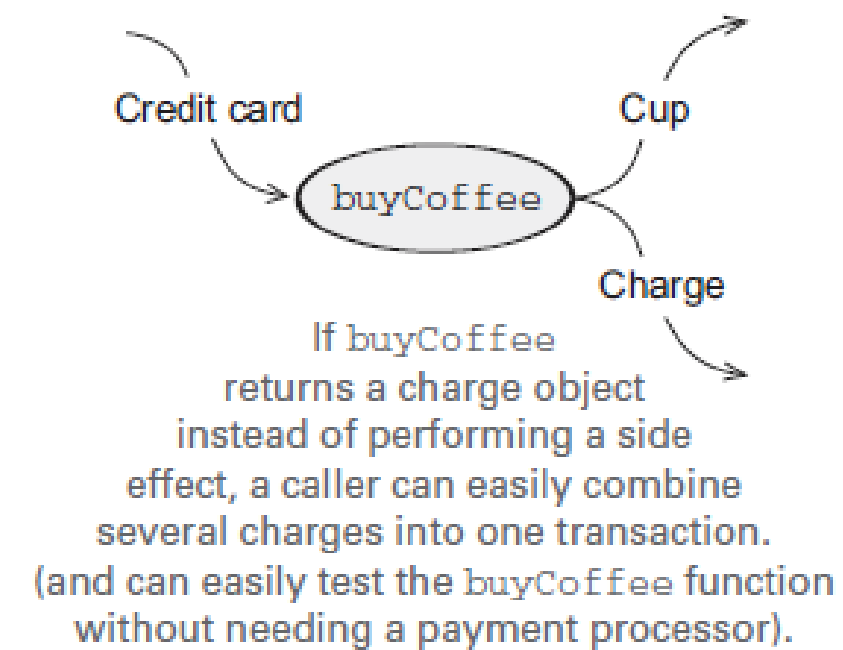 Credit card
Cup
buyCoffee
Charge
If buyCoffee
returns a charge object
instead of performing a side
effect, a caller can easily combine
several charges into one transaction.
(and can easily test the buyCoffee function
without needing a payment processor).